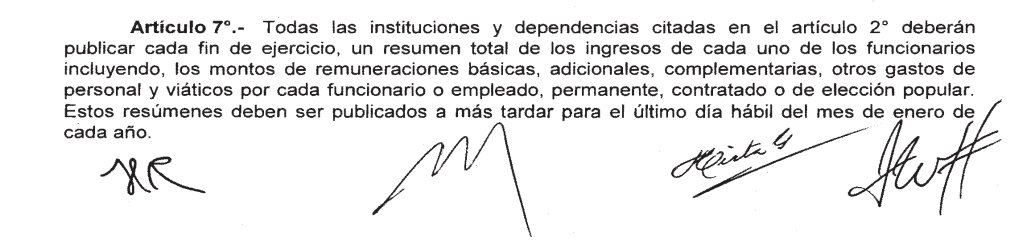 Artículo 7°.- Todas las instituciones y dependencias citadas en el artículo 2° deberán
publicar cada fin de ejercicio, un resumen total de los ingresos de cada uno de los funcionarios
incluyendo, los montos de remuneraciones básicas, adicionales, complementarias, otros gastos de
personal y viáticos por cada funcionario o empleado, permanente, contratado o de elección popular.
Estos resúmenes deben ser publicados a más tardar para el último día hábil del mes de enero de
cada año.